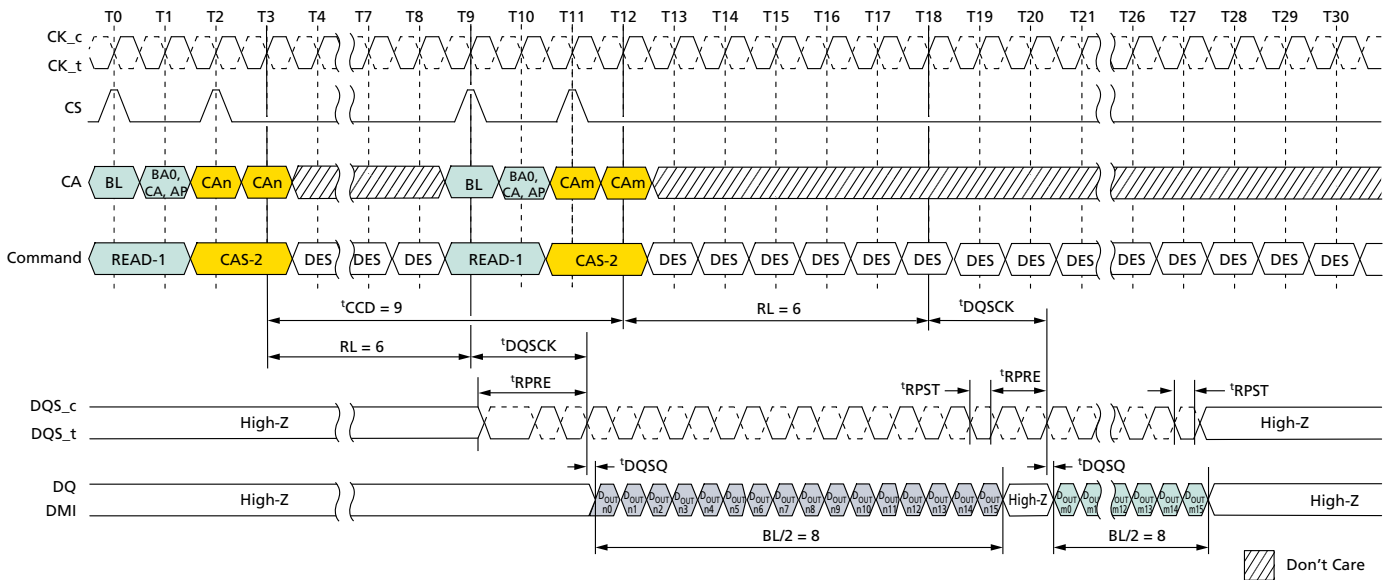 T0 T1 T2 T3 T4 T7 T8 T9 T10 T11 T12 T13 T14 T15 T16 T17 T18 T19 T20 T21 T26 T27 T28 T29 T30
CK_c
CK_t
CS
CA BL BA0, CA, AP CAn CAn BL BA0, CA, AP CAm CAm
Command READ-1 CAS-2 DES DES DES READ-1 CAS-2 DES DES DES DES DES DES DES DES DES DES DES DES DES DES
tCCD = 9 RL = 6 tDQSCK
RL = 6 tDQSCK
tRPRE tRPST tRPRE tRPST
DQS_c
DQS_t
High-Z High-Z
tDQSQ tDQSQ
DQ
DMI
High-Z DOUT n0 DOUT n1 DOUT n2 DOUT n3 DOUT n4 DOUT n5 DOUT n6 DOUT n7 DOUT n8 DOUT n9 DOUT n10 DOUT n11 DOUT n12 DOUT n13 DOUT n14 DOUT n15 High-Z DOUT m0 DOUT m1 DOUT m12 DOUT m13 DOUT m14 DOUT m15 High-Z
BL/2 = 8 BL/2 = 8
Don't Care